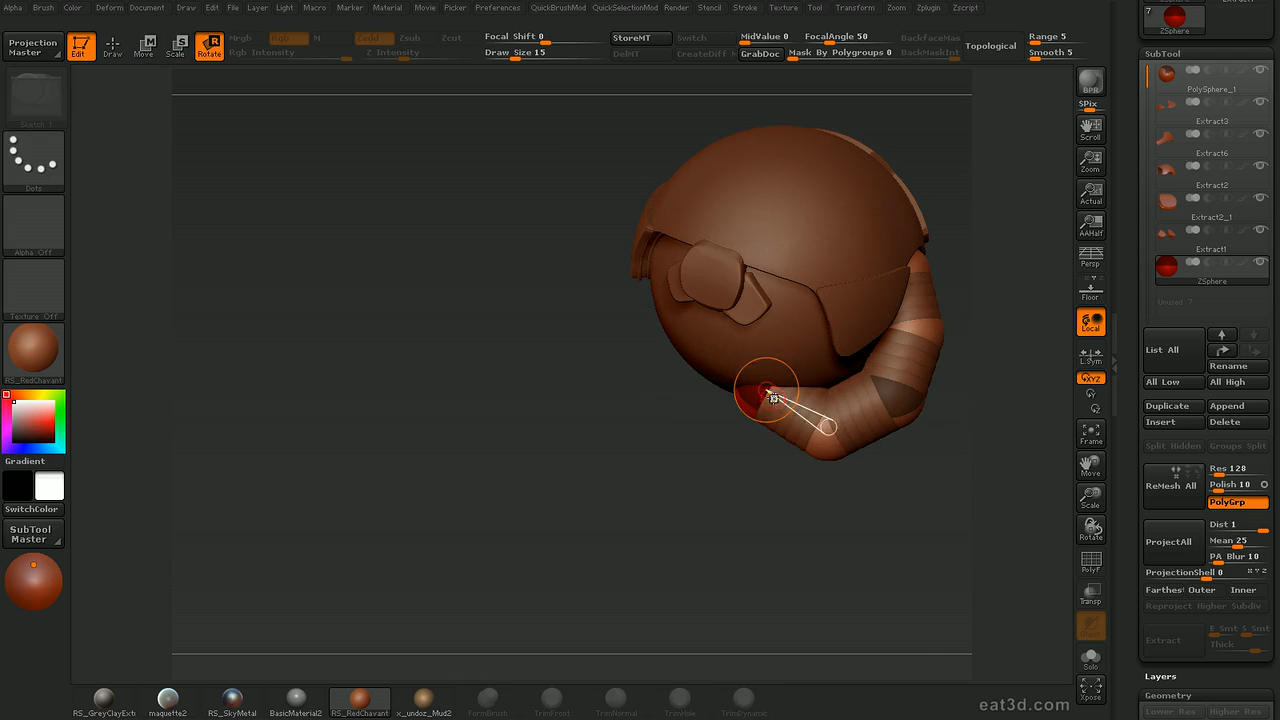 Alpha Brush Color Deform Document Draw Edit File Layer Light Macro Marker Material Movie Picker Preferences QuickBrushMod QuickSelectionMod Render Stencil Stroke Texture Tool Transform Zoom Zplugin Zscript
Projection
Master
Edit
Draw
Move
Scale
Rotate
Mrgb Rgb M
Rgb Intensity
Zadd Zsub Zcut
Z Intensity
Focal Shift 0
Draw Size 15
StoreMT
DelMT
Switch
CreateDiff M
MidValue 0
GrabDoc
FocalAngle 50
Mask By Polygroups 0
BackfaceMas
BackMaskInt
Topological
Range 5
Smooth 5
7
ZSphere
SubTool
PolySphere_1
Extract3
Extract6
Extract2
Extract2_1
Extract1
ZSphere
Unused 7
List All
Rename
All Low
All High
Duplicate
Append
Insert
Delete
Split Hidden
Groups Split
ReMesh All
Res 128
Polish 10
PolyGrp
ProjectAll
Dist 1
Mean 25
PA Blur 10
ProjectionShell 0
X Y Z
Farthest Outer Inner
Reproject Higher Subdiv
Extract
E Smt S Smt
Thick
Layers
Geometry
Lower Res
Higher Res
Sketch 1
Dots
Alpha Off
Texture Off
RS_RedChavant
Gradient
SwitchColor
SubTool
Master
BPR
SPix
Scroll
Zoom
Actual
AAHalf
Persp
Floor
Local
L.Sym
XYZ
Y
Z
Frame
Move
Scale
Rotate
PolyF
Transp
Ghost
Solo
Xpose
RS_GreyClayExti
maquette2
RS_SkyMetal
BasicMaterial2
RS_RedChavant
x_undoz_Mud2
FormBrush
TrimFront
TrimNormal
TrimHole
TrimDynamic
eat3d.com